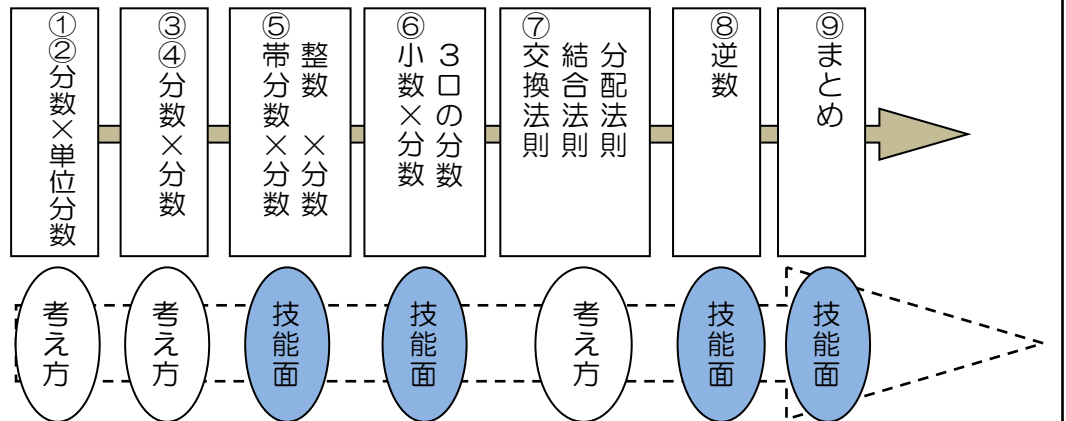 ①②分数×単位分数
③④分数×分数
⑤帯分数×分数
整数　×分数
⑥小数×分数
３口の分数
⑦交換法則
結合法則
分配法則
⑧逆数
⑨まとめ
考え方
考え方
技能面
技能面
考え方
技能面
技能面